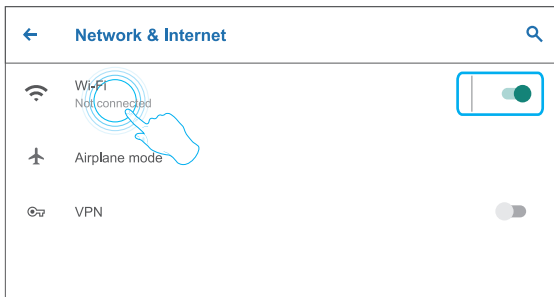 Network & Internet
Wi-Fi
Not connected
Airplane mode
VPN